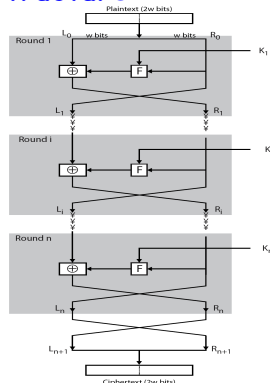 Plaintext (2w bits)
L0 w bits w bits R0
Round 1
K1
⊕ F
L1 R1
Round i
K
⊕ F
Li Ri
Round n
K
⊕ F
Ln Rn
Ln+1 Rn+1
Ciphertext (2w bits)